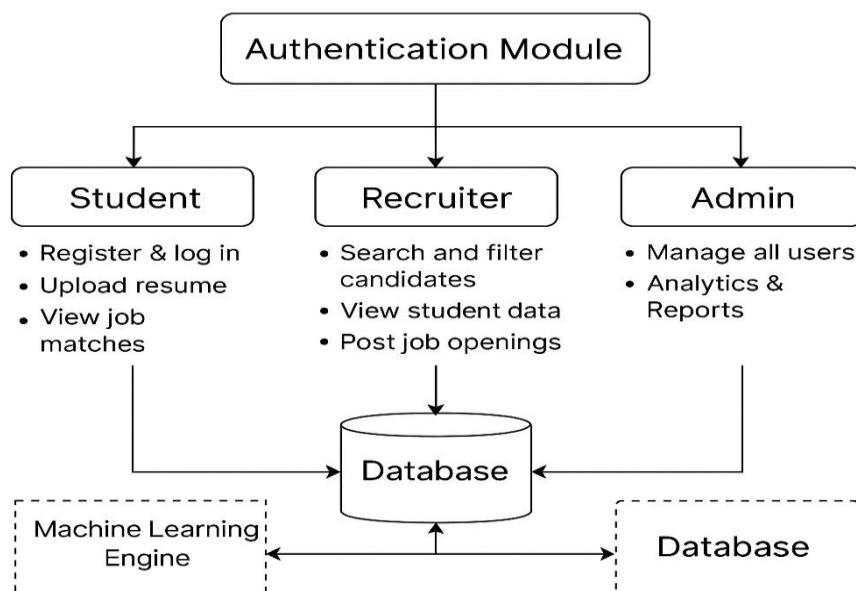 Authentication Module
Student
Recruiter
Admin
• Register & log in
• Upload resume
• View job
matches
• Search and filter
candidates
• View student data
• Post job openings
• Manage all users
• Analytics &
Reports
Database
Machine Learning
Engine
Database